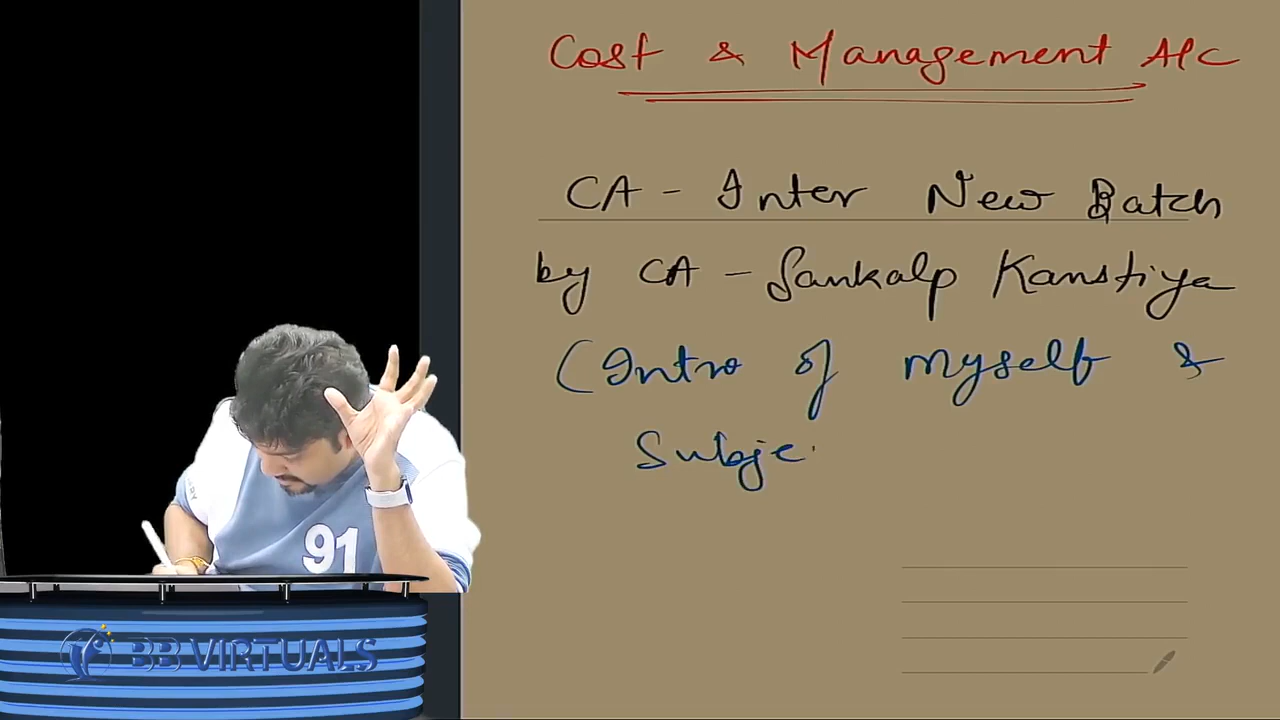 Cost & Management A/c
CA - Inter New Batch
by CA - Sankalp Kanstiya
(Intro of Myself &
Subje
91
BB VIRTUALS